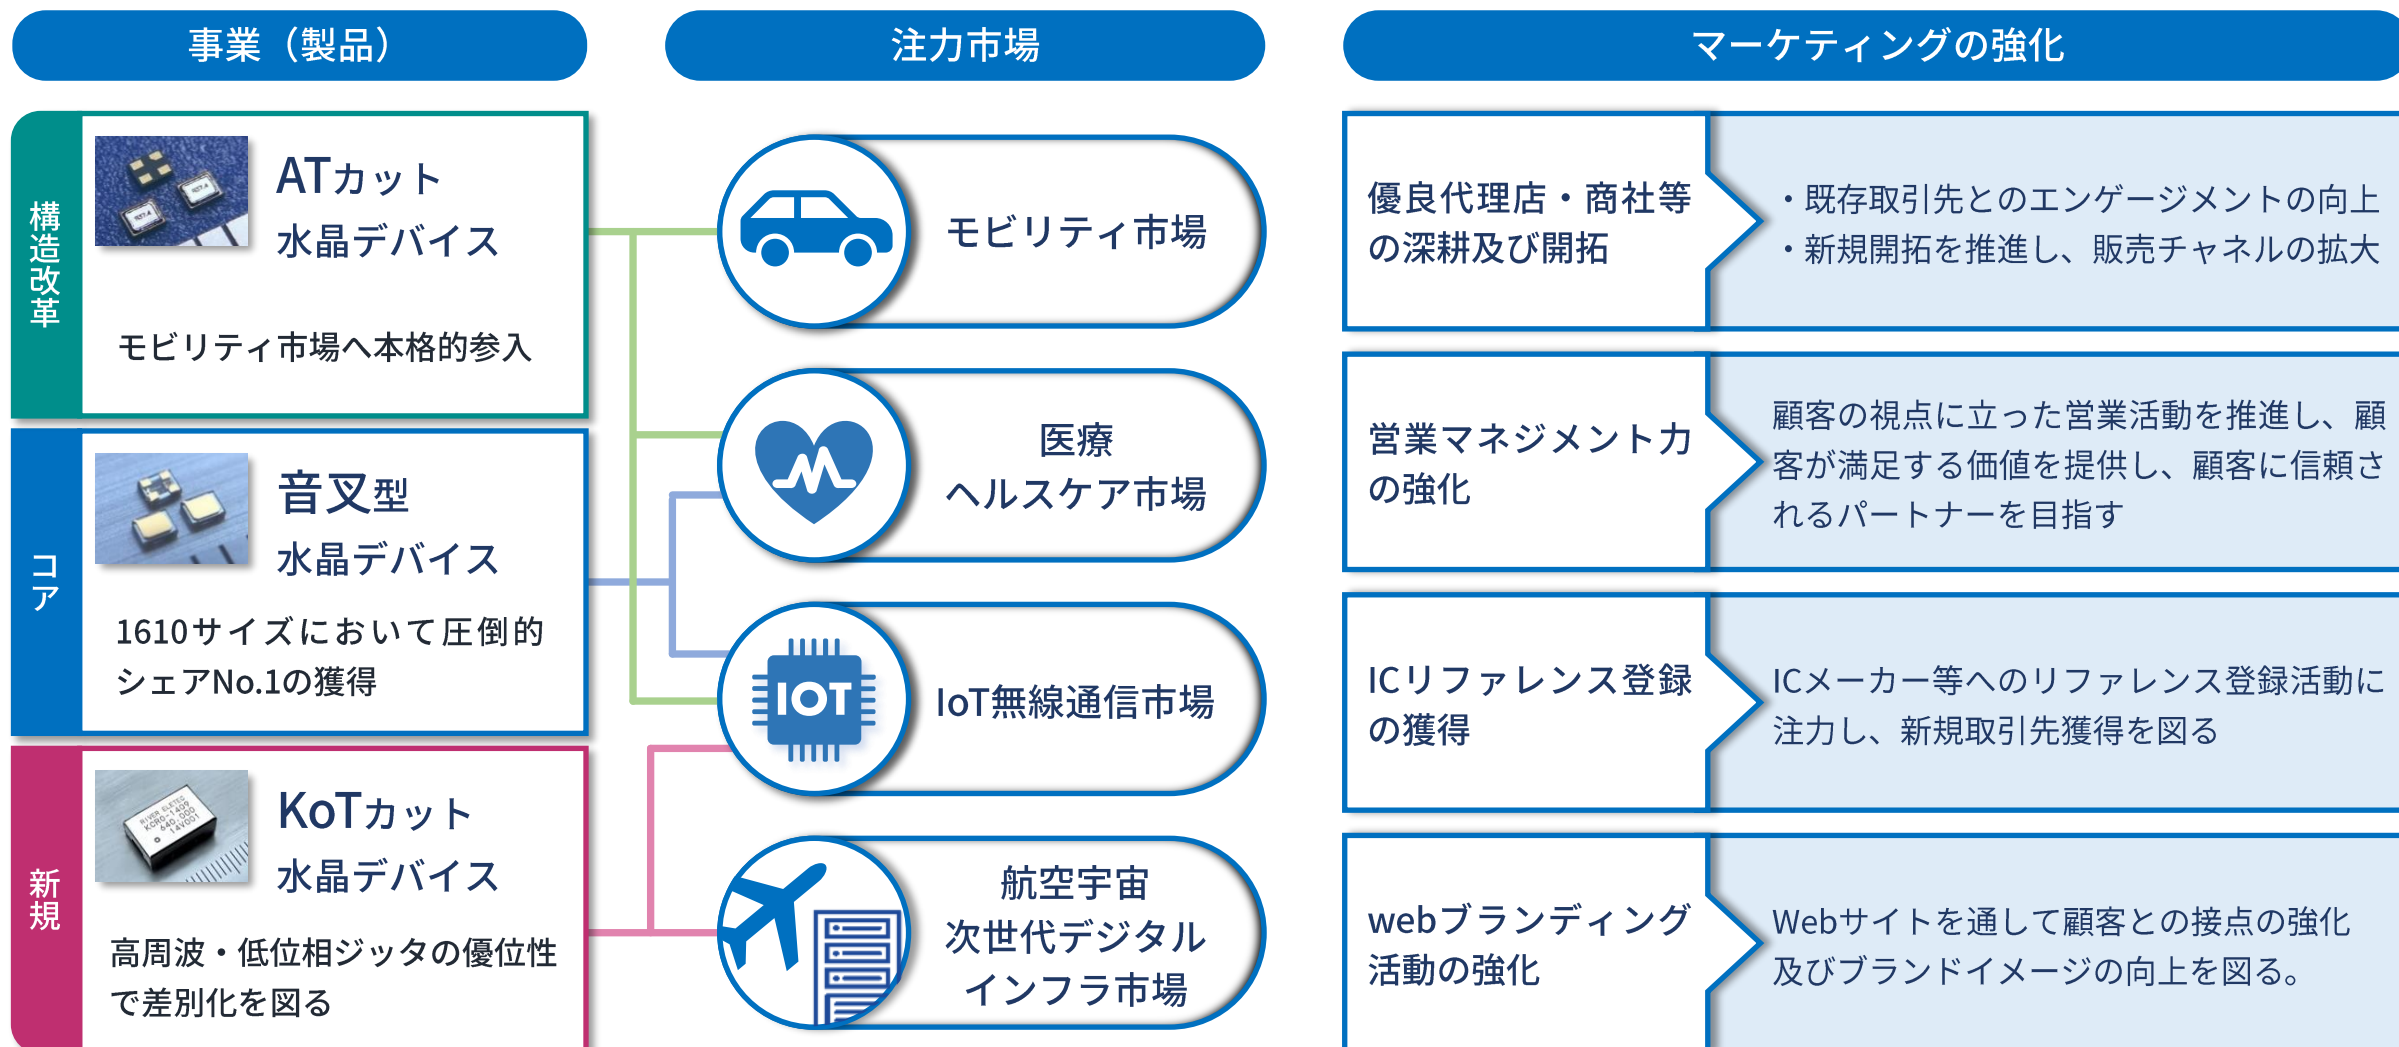 事業（製品）
注力市場
マーケティングの強化
構造改革
ATカット
水晶デバイス
モビリティ市場へ本格的参入
コア
音叉型
水晶デバイス
1610サイズにおいて圧倒的
シェアNo.1の獲得
新規
RIVER ELETEC
KCRO-1409
640.000
14V001
KoTカット
水晶デバイス
高周波・低位相ジッタの優位性
で差別化を図る
モビリティ市場
医療
ヘルスケア市場
IOT
IoT無線通信市場
航空宇宙
次世代デジタル
インフラ市場
優良代理店・商社等
の深耕及び開拓
・既存取引先とのエンゲージメントの向上
・新規開拓を推進し、販売チャネルの拡大
営業マネジメント力
の強化
顧客の視点に立った営業活動を推進し、顧
客が満足する価値を提供し、顧客に信頼さ
れるパートナーを目指す
ICリファレンス登録
の獲得
ICメーカー等へのリファレンス登録活動に
注力し、新規取引先獲得を図る
webブランディング
活動の強化
Webサイトを通して顧客との接点の強化
及びブランドイメージの向上を図る。